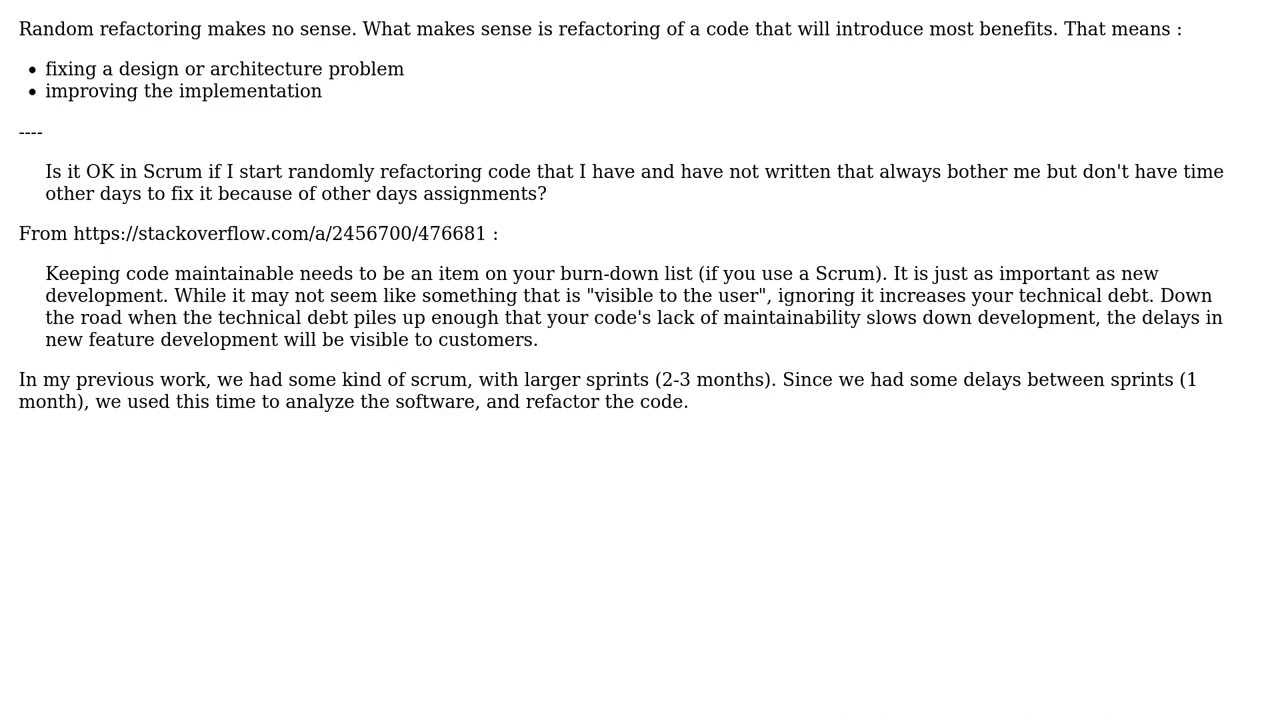 Random refactoring makes no sense. What makes sense is refactoring of a code that will introduce most benefits. That means :
• fixing a design or architecture problem
• improving the implementation
----
Is it OK in Scrum if I start randomly refactoring code that I have and have not written that always bother me but don't have time
other days to fix it because of other days assignments?
From https://stackoverflow.com/a/2456700/476681 :
Keeping code maintainable needs to be an item on your burn-down list (if you use a Scrum). It is just as important as new
development. While it may not seem like something that is "visible to the user", ignoring it increases your technical debt. Down
the road when the technical debt piles up enough that your code's lack of maintainability slows down development, the delays in
new feature development will be visible to customers.
In my previous work, we had some kind of scrum, with larger sprints (2-3 months). Since we had some delays between sprints (1
month), we used this time to analyze the software, and refactor the code.